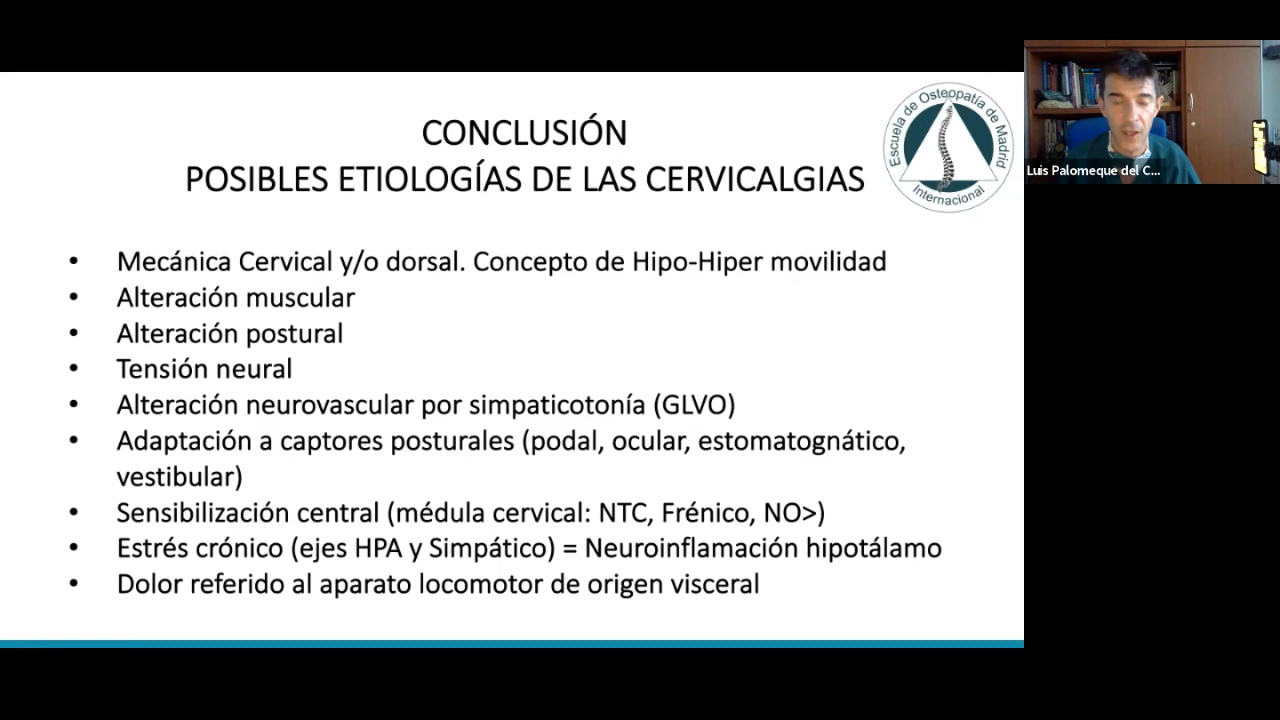 CONCLUSIÓN
POSIBLES ETIOLOGÍAS DE LAS CERVICALGIAS
Escuela de Osteopatía de Madrid
Internacional
Luis Palomeque del C...
• Mecánica Cervical y/o dorsal. Concepto de Hipo-Hiper movilidad
• Alteración muscular
• Alteración postural
• Tensión neural
• Alteración neurovascular por simpaticotonía (GLVO)
• Adaptación a captores posturales (podal, ocular, estomatognático,
vestibular)
• Sensibilización central (médula cervical: NTC, Frénico, NO>)
• Estrés crónico (ejes HPA y Simpático) = Neuroinflamación hipotálamo
• Dolor referido al aparato locomotor de origen visceral